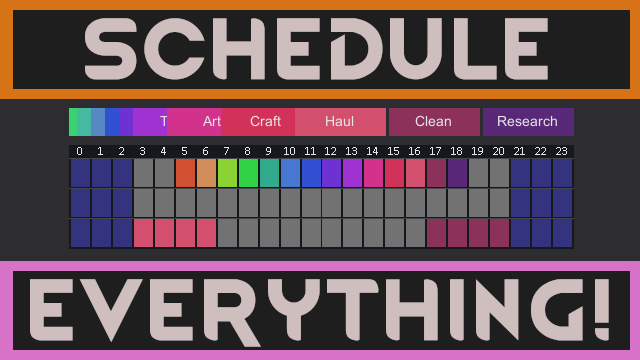 SCHEDULE
T Art Craft Haul Clean Research
0 1 2 3 4 5 6 7 8 9 10 11 12 13 14 15 16 17 18 19 20 21 22 23
EVERYTHING!